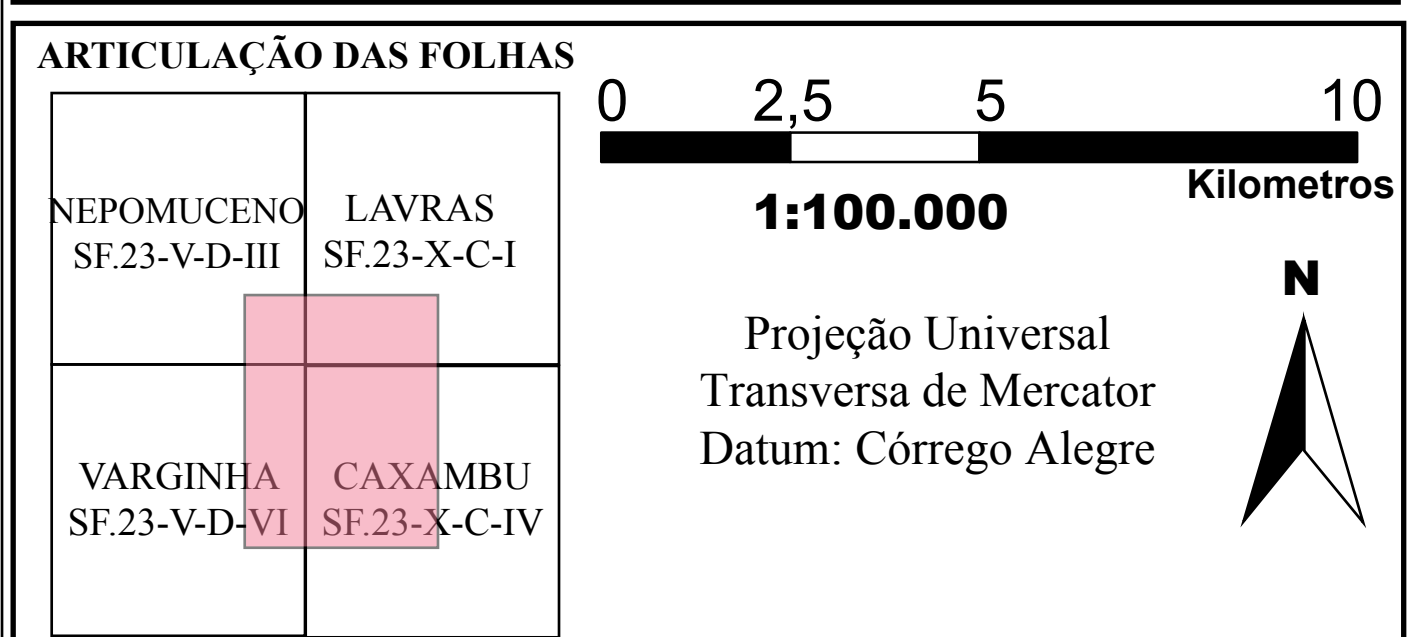 ARTICULAÇÃO DAS FOLHAS
NEPOMUCENO
SF.23-V-D-III
LAVRAS
SF.23-X-C-I
VARGINHA
SF.23-V-D-VI
CAXAMBU
SF.23-X-C-IV
0 2,5 5 10
Kilometros
1:100.000
Projeção Universal
Transversa de Mercator
Datum: Córrego Alegre
N